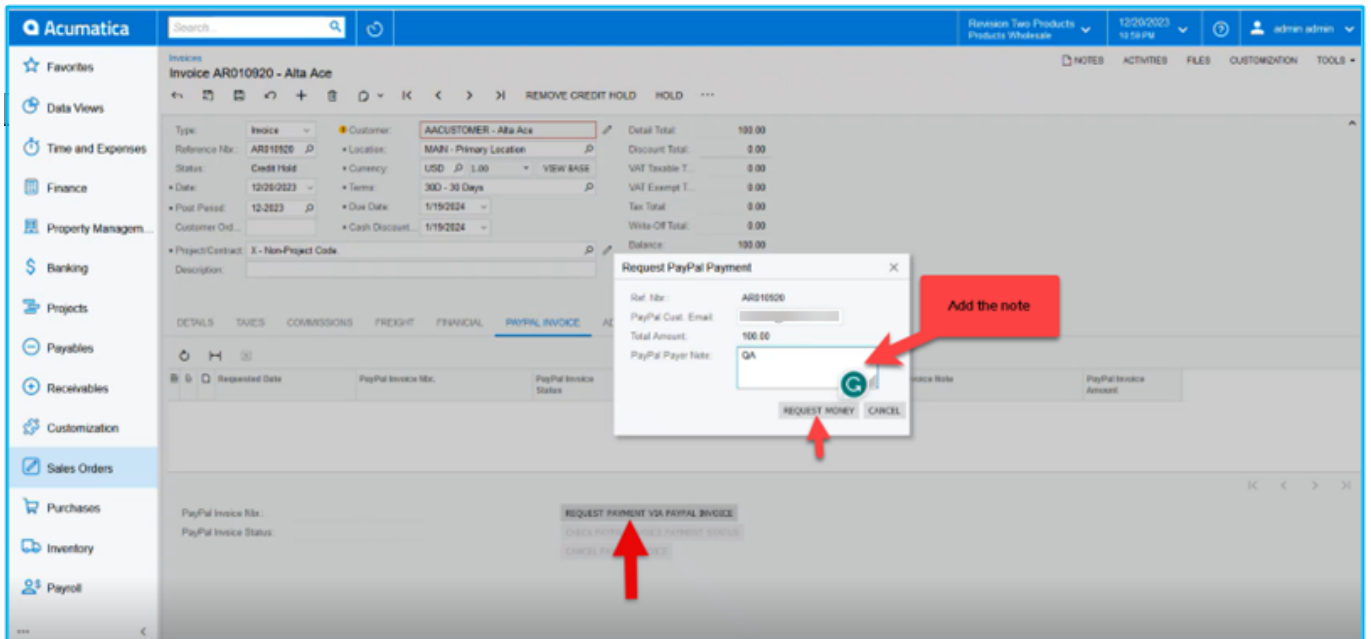 Acumatica
Search...
Revision Two Products
Products Wholesale
12/20/2023
10:59 PM
admin admin
Favorites
Data Views
Time and Expenses
Finance
Property Managem...
Banking
Projects
Payables
Receivables
Customization
Sales Orders
Purchases
Inventory
Payroll
Invoices
Invoice AR010920 - Alta Ace
NOTES ACTIVITIES FILES CUSTOMIZATION TOOLS
REMOVE CREDIT HOLD HOLD
Type: Invoice Customer: AACUSTOMER - Alta Ace Detail Total: 100.00
Reference Nbr.: AR010920 Location: MAIN - Primary Location Discount Total: 0.00
Status: Credit Hold Currency: USD 1.00 VIEW BASE VAT Taxable T... 0.00
Date: 12/20/2023 Terms: 30D - 30 Days VAT Exempt T... 0.00
Post Period: 12-2023 Due Date: 1/19/2024 Tax Total: 0.00
Customer Ord... Cash Discount... 1/19/2024 Write-Off Total: 0.00
Project/Contract: X - Non-Project Code. Balance: 100.00
Description:
DETAILS TAXES COMMISSIONS FREIGHT FINANCIAL PAYPAL INVOICE AD
Requested Date PayPal Invoice Nbr. PayPal Invoice Status Invoice Note PayPal Invoice Amount
Request PayPal Payment
Ref. Nbr.: AR010920
PayPal Cust. Email:
Total Amount: 100.00
PayPal Payer Note: QA
REQUEST MONEY CANCEL
Add the note
PayPal Invoice Nbr.:
PayPal Invoice Status:
REQUEST PAYMENT VIA PAYPAL INVOICE